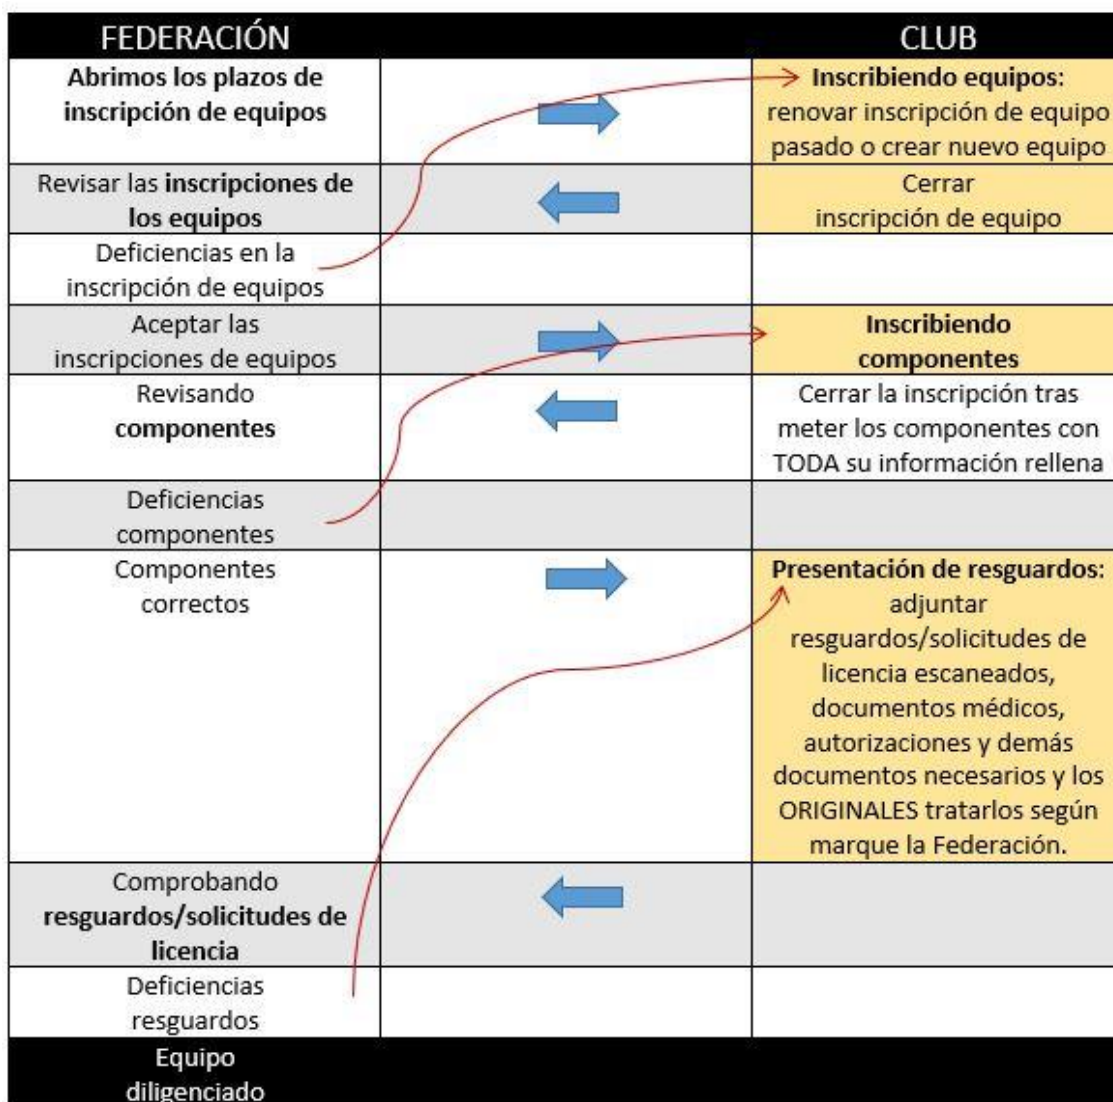 FEDERACIÓN
CLUB
Abrimos los plazos de
inscripción de equipos
Inscribiendo equipos:
renovar inscripción de equipo
pasado o crear nuevo equipo
Revisar las inscripciones de
los equipos
Cerrar
inscripción de equipo
Deficiencias en la
inscripción de equipos
Aceptar las
inscripciones de equipos
Inscribiendo
componentes
Revisando
componentes
Cerrar la inscripción tras
meter los componentes con
TODA su información rellena
Deficiencias
componentes
Componentes
correctos
Presentación de resguardos:
adjuntar
resguardos/solicitudes de
licencia escaneados,
documentos médicos,
autorizaciones y demás
documentos necesarios y los
ORIGINALES tratarlos según
marque la Federación.
Comprobando
resguardos/solicitudes de
licencia
Deficiencias
resguardos
Equipo
diligenciado